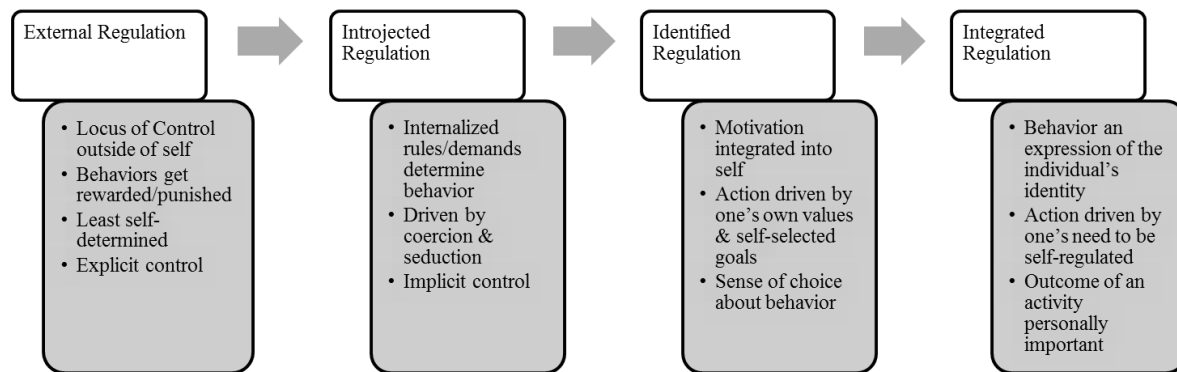 External Regulation
• Locus of Control
outside of self
• Behaviors get
rewarded/punished
• Least self-
determined
• Explicit control
Introjected
Regulation
• Internalized
rules/demands
determine
behavior
• Driven by
coercion &
seduction
• Implicit control
Identified
Regulation
• Motivation
integrated into
self
• Action driven by
one's own values
& self-selected
goals
• Sense of choice
about behavior
Integrated
Regulation
• Behavior an
expression of the
individual's
identity
• Action driven by
one's need to be
self-regulated
• Outcome of an
activity
personally
important